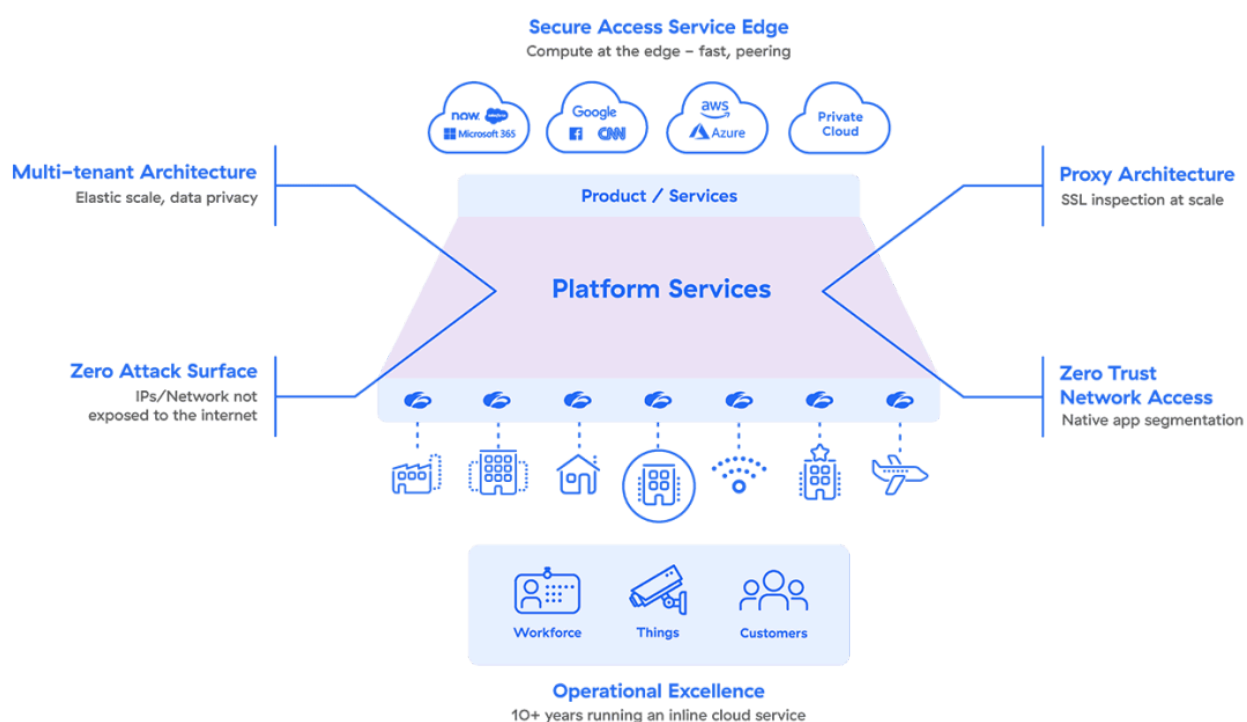 Secure Access Service Edge
Compute at the edge – fast, peering
now. salesforce
Microsoft 365
Google
CNN
aws
Azure
Private
Cloud
Multi-tenant Architecture
Elastic scale, data privacy
Product / Services
Proxy Architecture
SSL inspection at scale
Platform Services
Zero Attack Surface
IPs/Network not
exposed to the internet
Zero Trust
Network Access
Native app segmentation
Workforce
Things
Customers
Operational Excellence
10+ years running an inline cloud service